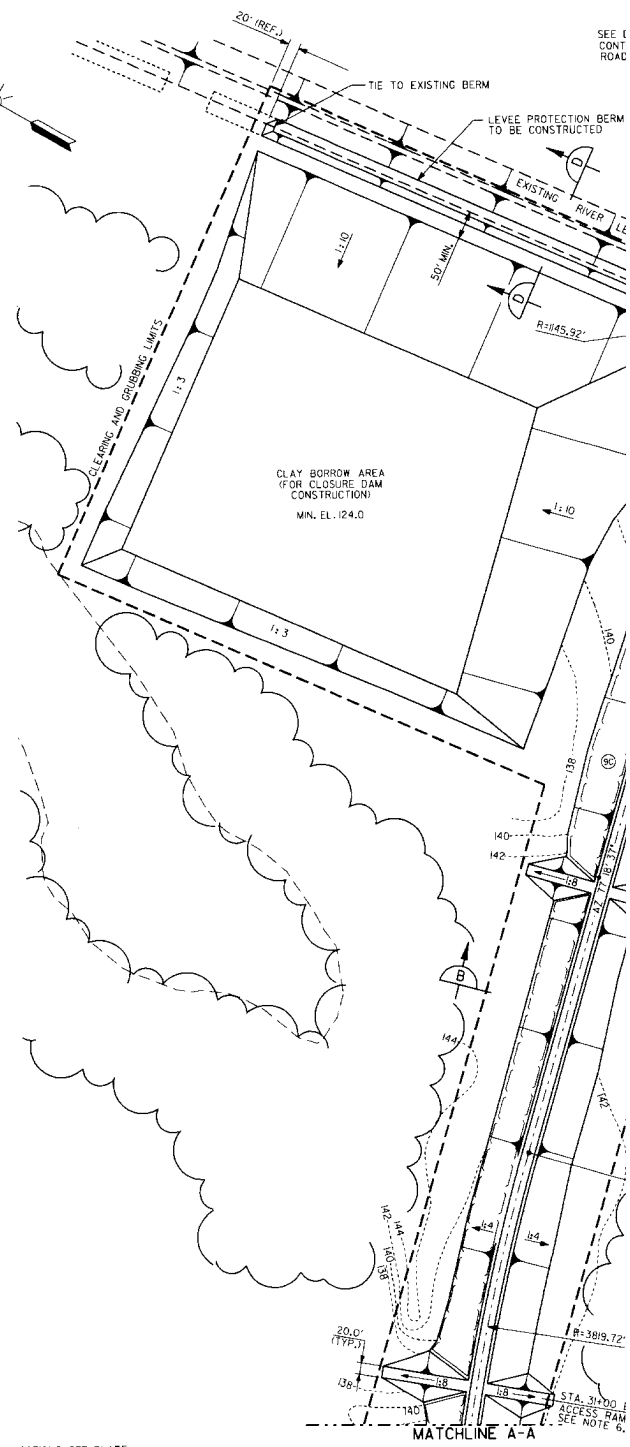 20' (REF.)
SEE
CONT
ROAD
TIE TO EXISTING BERM
LEVEE PROTECTION BERM
TO BE CONSTRUCTED
D
EXISTING RIVER
1:10
50' MIN.
D
R=1145.92'
CLEARING AND GRUBBING LIMITS
1:3
CLAY BORROW AREA
(FOR CLOSURE DAM
CONSTRUCTION)
MIN. EL. 124.0
1:10
1:3
140
138
9C
140
142
1:8
AZ 77 18' 37"
B
144
142
142
144
140
138
1:4
1:4
20.0'
(TYP.)
R=3819.72'
138
1:8
1:8
140
STA. 31+00
ACCESS RAM
SEE NOTE 6.
MATCHLINE A-A